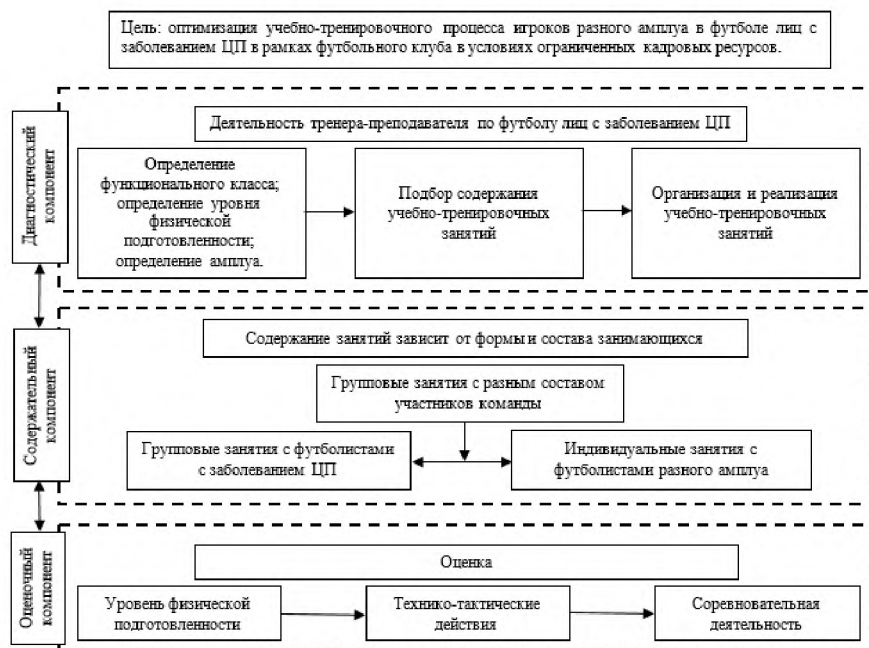 Цель: оптимизация учебно-тренировочного процесса игроков разного амплуа в футболе лиц с
заболеванием ЦП в рамках футбольного клуба в условиях ограниченных кадровых ресурсов.
Диагностический
компонент
Деятельность тренера-преподавателя по футболу лиц с заболеванием ЦП
Определение
функционального класса;
определение уровня
физической
подготовленности;
определение амплуа.
Подбор содержания
учебно-тренировочных
занятий
Организация и реализация
учебно-тренировочных
занятий
Содержательный
компонент
Содержание занятий зависит от формы и состава занимающихся
Групповые занятия с разным составом
участников команды
Групповые занятия с футболистами
с заболеванием ЦП
Индивидуальные занятия с
футболистами разного амплуа
Оценочный
компонент
Оценка
Уровень физической
подготовленности
Технико-тактические
действия
Соревновательная
деятельность